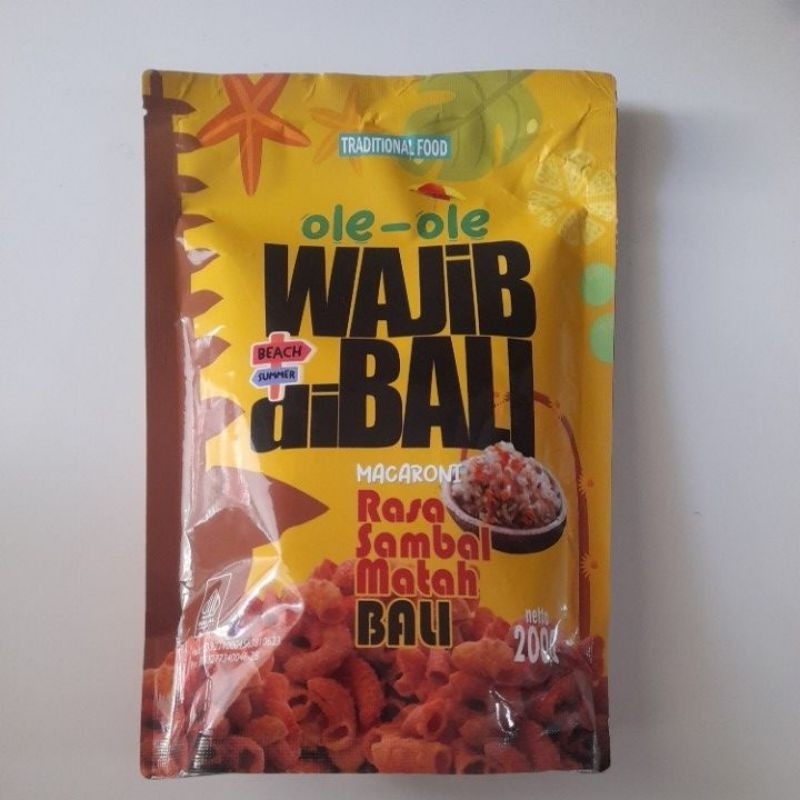 TRADITIONAL FOOD
ole-ole
WAJiB
BEACH
SUMMER
diBALI
MACARONI
Rasa
Sambal
Matah
BALI
netto
200